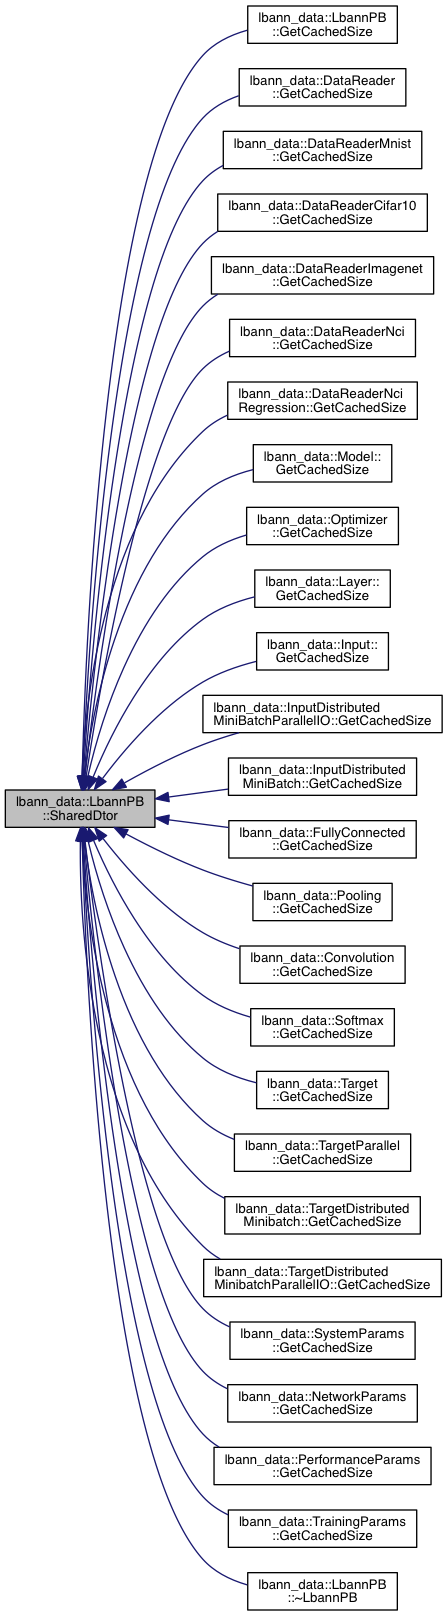 lbann_data::LbannPB
::GetCachedSize
lbann_data::DataReader
::GetCachedSize
lbann_data::DataReaderMnist
::GetCachedSize
lbann_data::DataReaderCifar10
::GetCachedSize
lbann_data::DataReaderImagenet
::GetCachedSize
lbann_data::DataReaderNci
::GetCachedSize
lbann_data::DataReaderNci
Regression::GetCachedSize
lbann_data::Model::
GetCachedSize
lbann_data::Optimizer
::GetCachedSize
lbann_data::Layer::
GetCachedSize
lbann_data::Input::
GetCachedSize
lbann_data::InputDistributed
MiniBatchParallelIO::GetCachedSize
lbann_data::InputDistributed
MiniBatch::GetCachedSize
lbann_data::LbannPB
::SharedDtor
lbann_data::FullyConnected
::GetCachedSize
lbann_data::Pooling
::GetCachedSize
lbann_data::Convolution
::GetCachedSize
lbann_data::Softmax
::GetCachedSize
lbann_data::Target
::GetCachedSize
lbann_data::TargetParallel
::GetCachedSize
lbann_data::TargetDistributed
Minibatch::GetCachedSize
lbann_data::TargetDistributed
MinibatchParallelIO::GetCachedSize
lbann_data::SystemParams
::GetCachedSize
lbann_data::NetworkParams
::GetCachedSize
lbann_data::PerformanceParams
::GetCachedSize
lbann_data::TrainingParams
::GetCachedSize
lbann_data::LbannPB
::~LbannPB